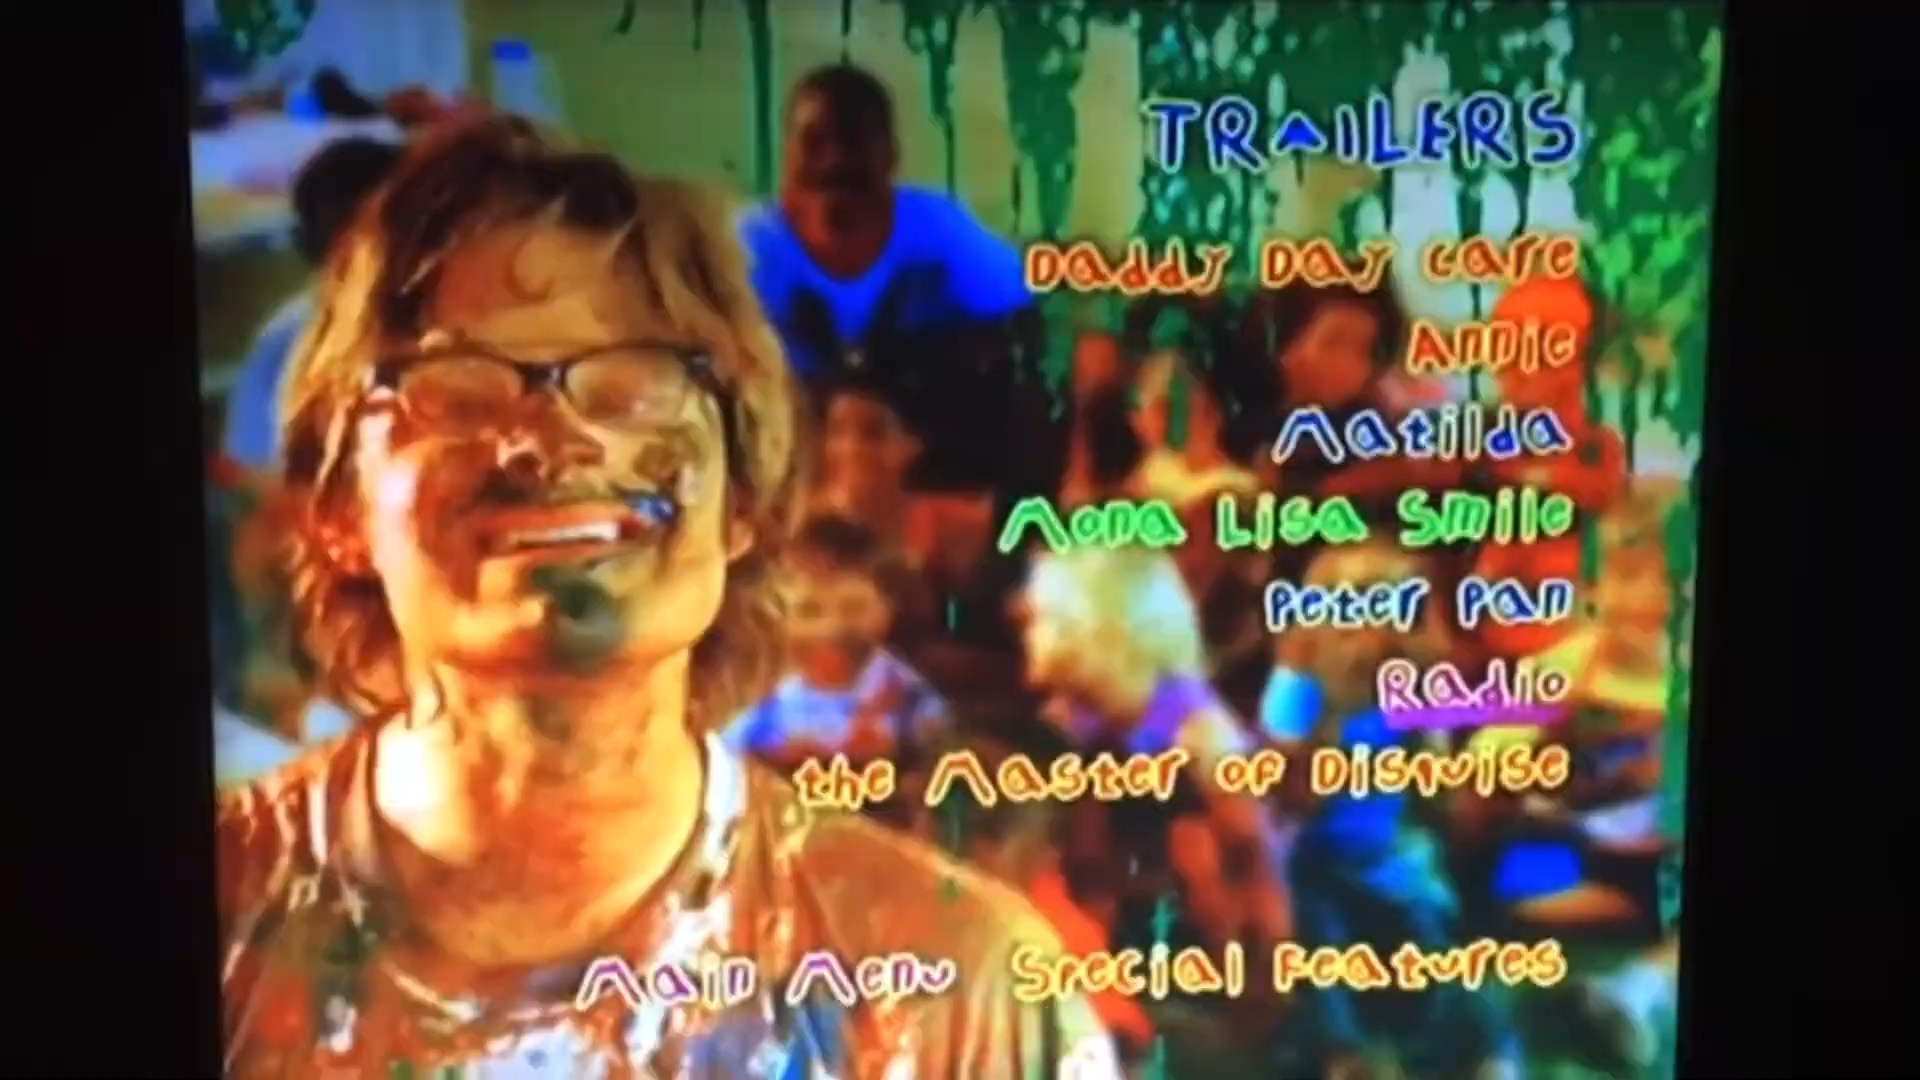 TRAILERS
Daddy Day Care
Annie
Matilda
Mona Lisa Smile
Peter Pan
Radio
the Master of Disguise
Main Menu Special Features